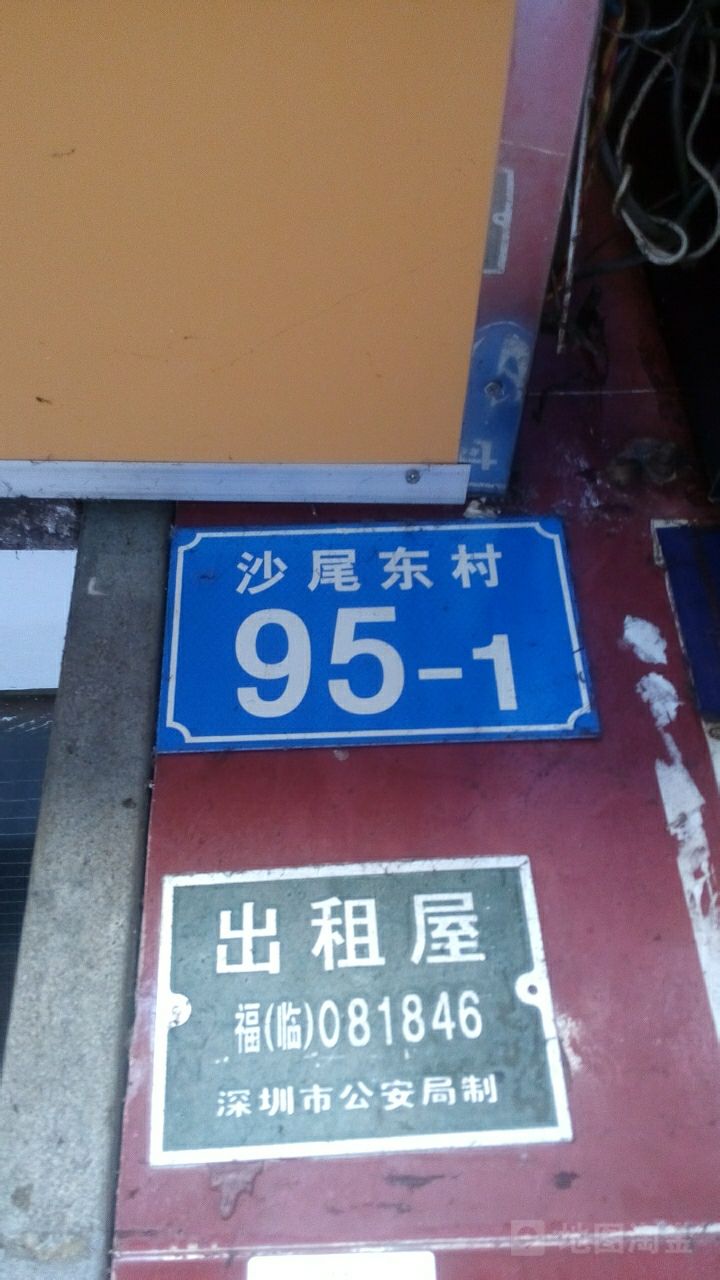 沙尾东村
95-1
出租屋
福(临)081846
深圳市公安局制
地图淘金